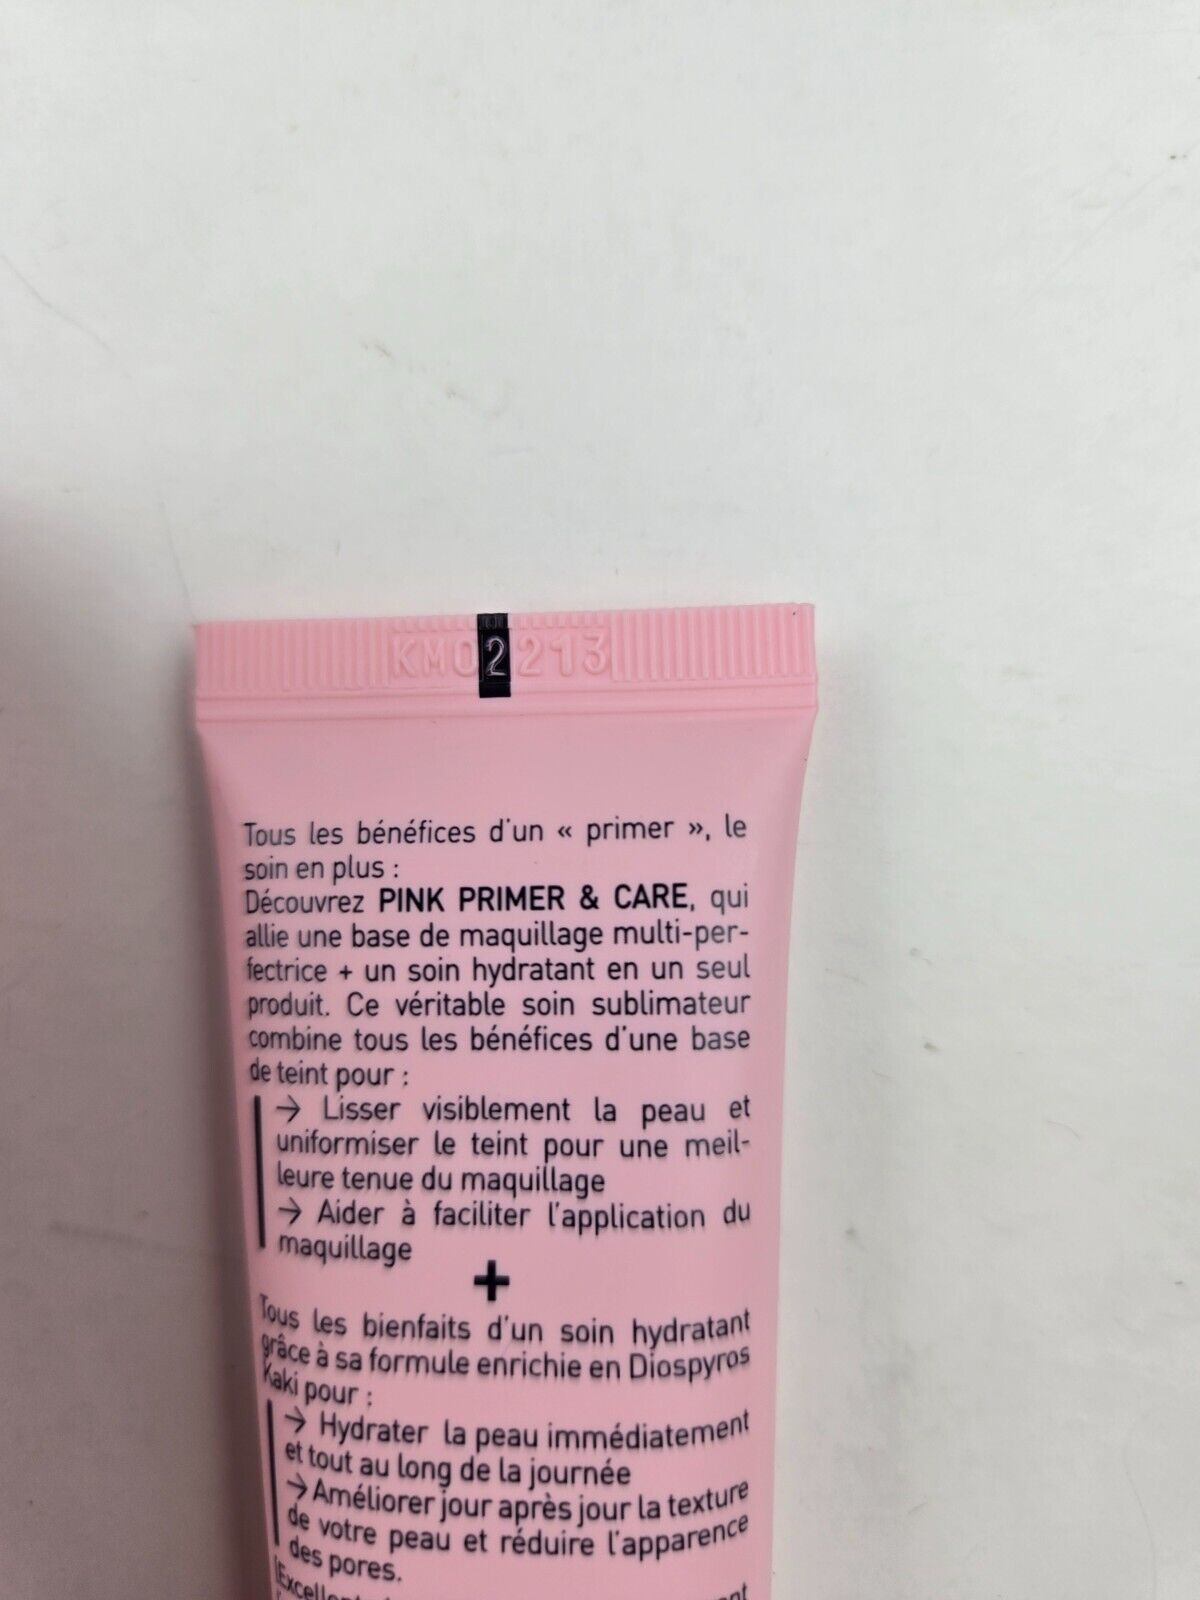 KM02213
Tous les bénéfices d'un « primer », le
soin en plus :
Découvrez PINK PRIMER & CARE, qui
allie une base de maquillage multi-per-
fectrice + un soin hydratant en un seul
produit. Ce véritable soin sublimateur
combine tous les bénéfices d'une base
de teint pour :
→ Lisser visiblement la peau et
uniformiser le teint pour une meil-
leure tenue du maquillage
→ Aider à faciliter l'application du
maquillage
+
Tous les bienfaits d'un soin hydratant
grâce à sa formule enrichie en Diospyros
Kaki pour :
→ Hydrater la peau immédiatement
et tout au long de la journée
→ Améliorer jour après jour la texture
de votre peau et réduire l'apparence
des pores.